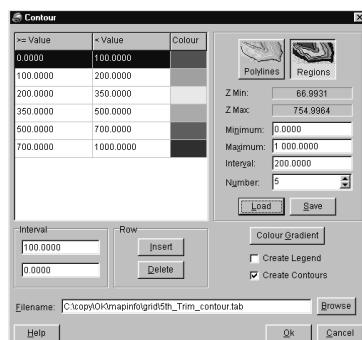 Contour
>= Value < Value Colour
0.0000 100.0000
100.0000 200.0000
200.0000 350.0000
350.0000 500.0000
500.0000 700.0000
700.0000 1000.0000
Polylines Regions
Z Min: 66.9931
Z Max: 754.9964
Minimum: 0.0000
Maximum: 1 000.0000
Interval: 200.0000
Number: 5
Load Save
Interval
100.0000
0.0000
Row
Insert
Delete
Colour Gradient
Create Legend
Create Contours
Filename: C:\copy\OK\mapinfo\grid\5th_Trim_contour.tab Browse
Help Ok Cancel